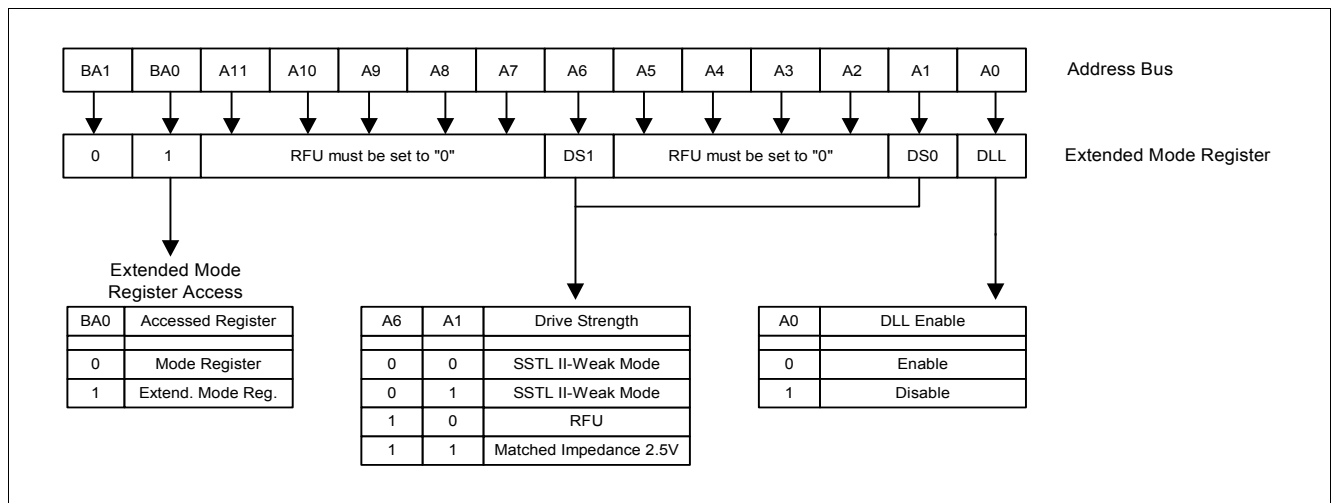 BA1 BA0 A11 A10 A9 A8 A7 A6 A5 A4 A3 A2 A1 A0 Address Bus
0 1 RFU must be set to "0" DS1 RFU must be set to "0" DS0 DLL Extended Mode Register
Extended Mode
Register Access
BA0 Accessed Register
0 Mode Register
1 Extend. Mode Reg.
A6 A1 Drive Strength
0 0 SSTL II-Weak Mode
0 1 SSTL II-Weak Mode
1 0 RFU
1 1 Matched Impedance 2.5V
A0 DLL Enable
0 Enable
1 Disable